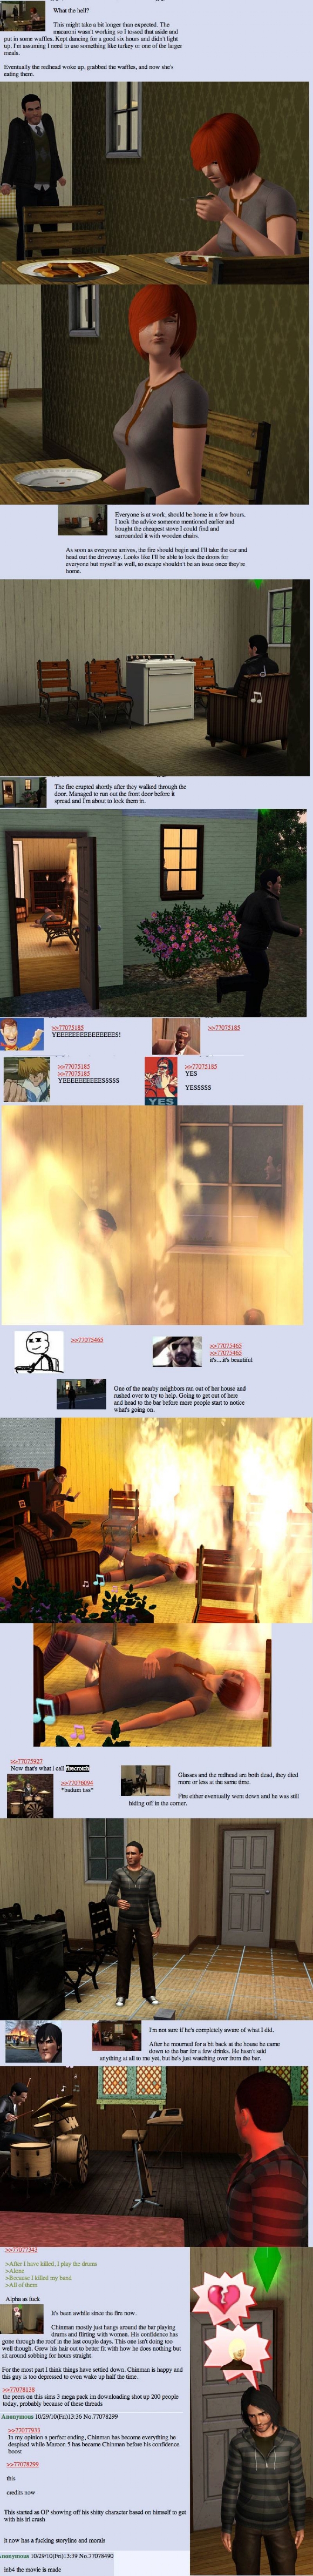 What the hell?
This might take a bit longer than expected. The
macaroni wasn't working so I tossed that aside and
put in some waffles. Kept dancing for a good six hours and didn't light
up. I'm assuming I need to use something like turkey or one of the larger
meals.
Eventually the redhead woke up, grabbed the waffles, and now she's
eating them.
Everyone is at work, should be home in a few hours.
I took the advice someone mentioned earlier and
bought the cheapest stove I could find and
surrounded it with wooden chairs.
As soon as everyone arrives, the fire should begin and I'll take the car and
head out the driveway. Looks like I'll be able to lock the doors for
everyone but myself as well, so escape shouldn't be an issue once they're
home.
The fire erupted shortly after they walked through the
door. Managed to run out the front door before it
spread and I'm about to lock them in.
>>77075185
YEEEEEEEEEEEEEEES!
>>77075185
>>77075185
>>77075185
YEEEEEEEEEESSSSS
>>77075185
YES
YESSSSS
YES
>>77075465
>>77075465
>>77075465
it's....it's beautiful
One of the nearby neighbors ran out of her house and
rushed over to try to help. Going to get out of here
and head to the bar before more people start to notice
what's going on.
>>77075927
Now that's what i call firecrotch
>>77076094
*badum tiss*
Glasses and the redhead are both dead, they died
more or less at the same time.
Fire either eventually went down and he was still
hiding off in the corner.
I'm not sure if he's completely aware of what I did.
After he mourned for a bit back at the house he came
down to the bar for a few drinks. He hasn't said
anything at all to me yet, but he's just watching over from the bar.
>>77077343
>After I have killed, I play the drums
>Alone
>Because I killed my band
>All of them
Alpha as fuck
It's been awhile since the fire now.
Chinman mostly just hangs around the bar playing
drums and flirting with women. His confidence has
gone through the roof in the last couple days. This one isn't doing too
well though. Grew his hair out to better fit with how he does nothing but
sit around sobbing for hours straight.
For the most part I think things have settled down. Chinman is happy and
this guy is too depressed to even wake up half the time.
>>77078138
the peers on this sims 3 mega pack im downloading shot up 200 people
today, probably because of these threads
Anonymous 10/29/10(Fri)13:36 No.77078299
>>77077933
In my opinion a perfect ending, Chinman has become everything he
despised while Maroon 5 has became Chinman before his confidence
boost
>>77078299
this
credits now
This started as OP showing off his shitty character based on himself to get
with his irl crush
it now has a fucking storyline and morals
Anonymous 10/29/10(Fri)13:39 No.77078490
inb4 the movie is made